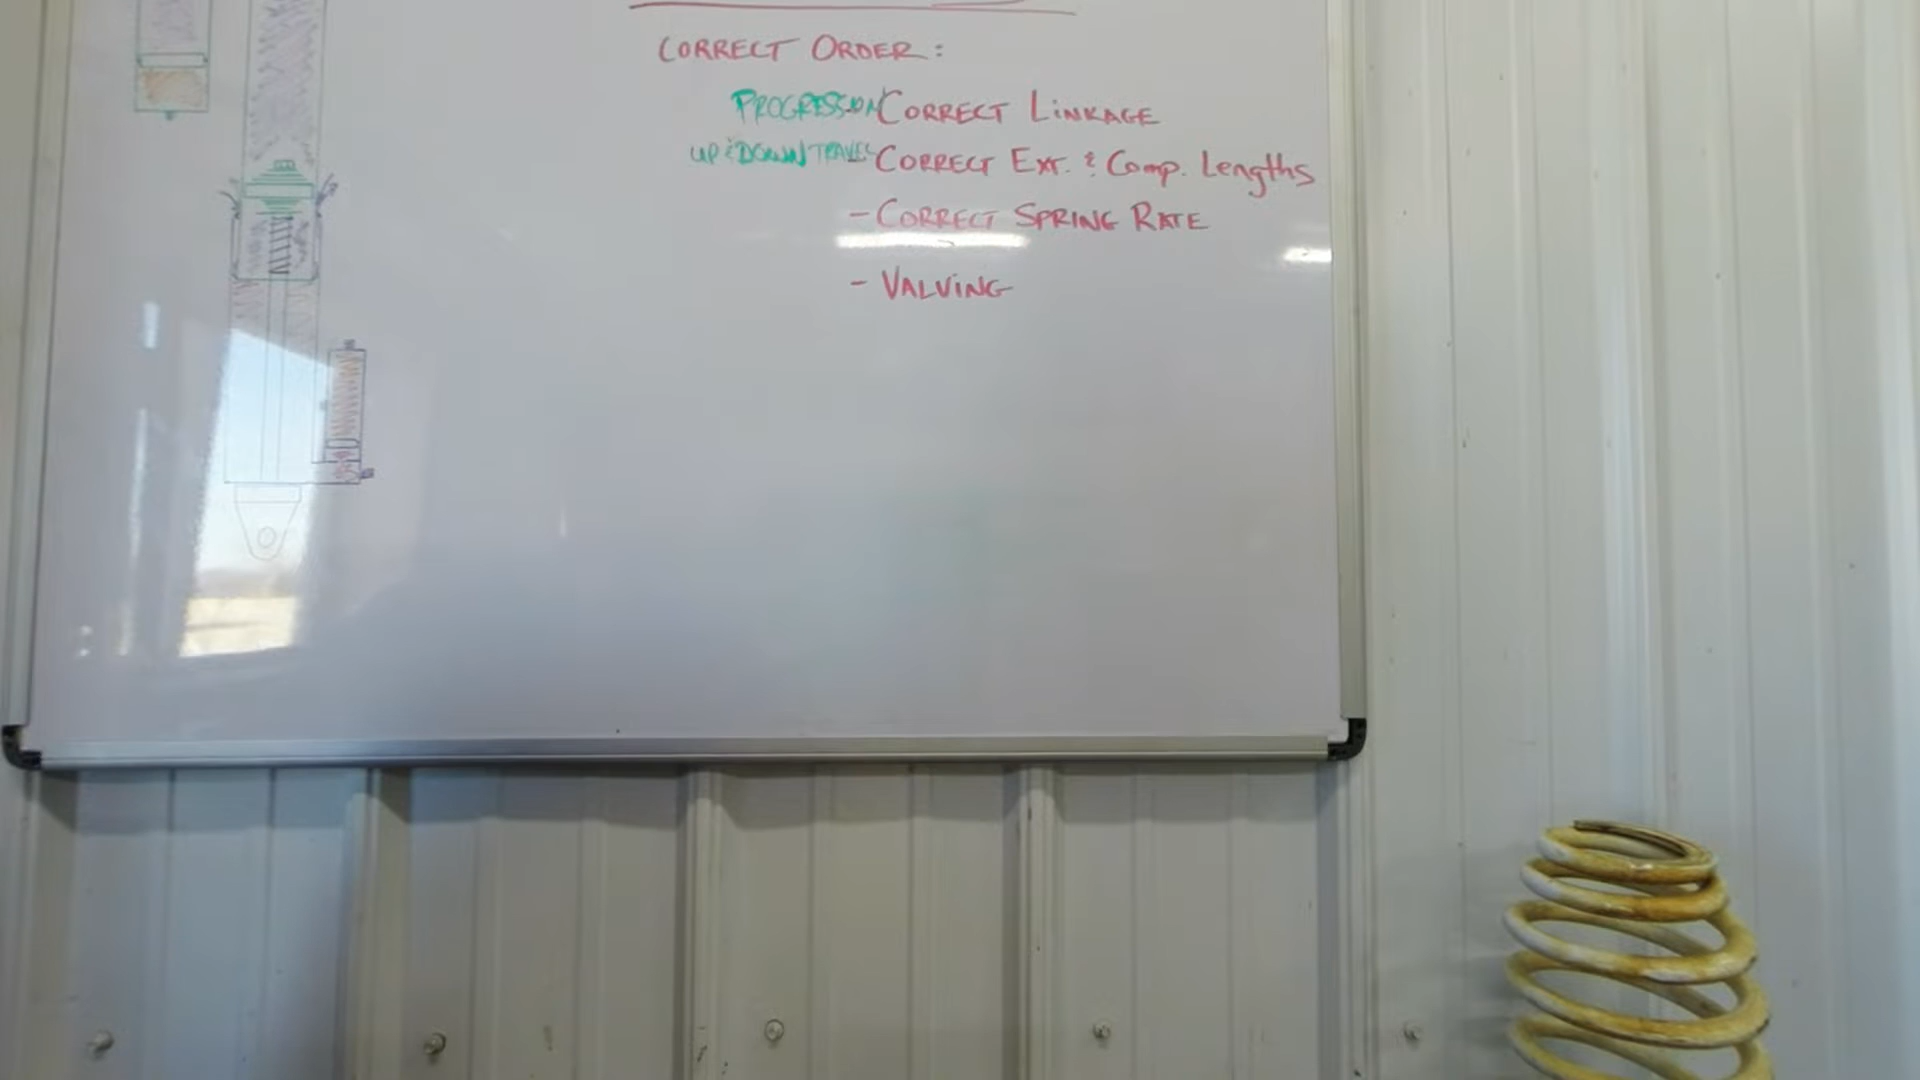 CORRECT ORDER:
PROGRESSION CORRECT LINKAGE
UP & DOWN TRAVEL - CORRECT EXT. & Comp. Lengths
- CORRECT SPRING RATE
- VALVING